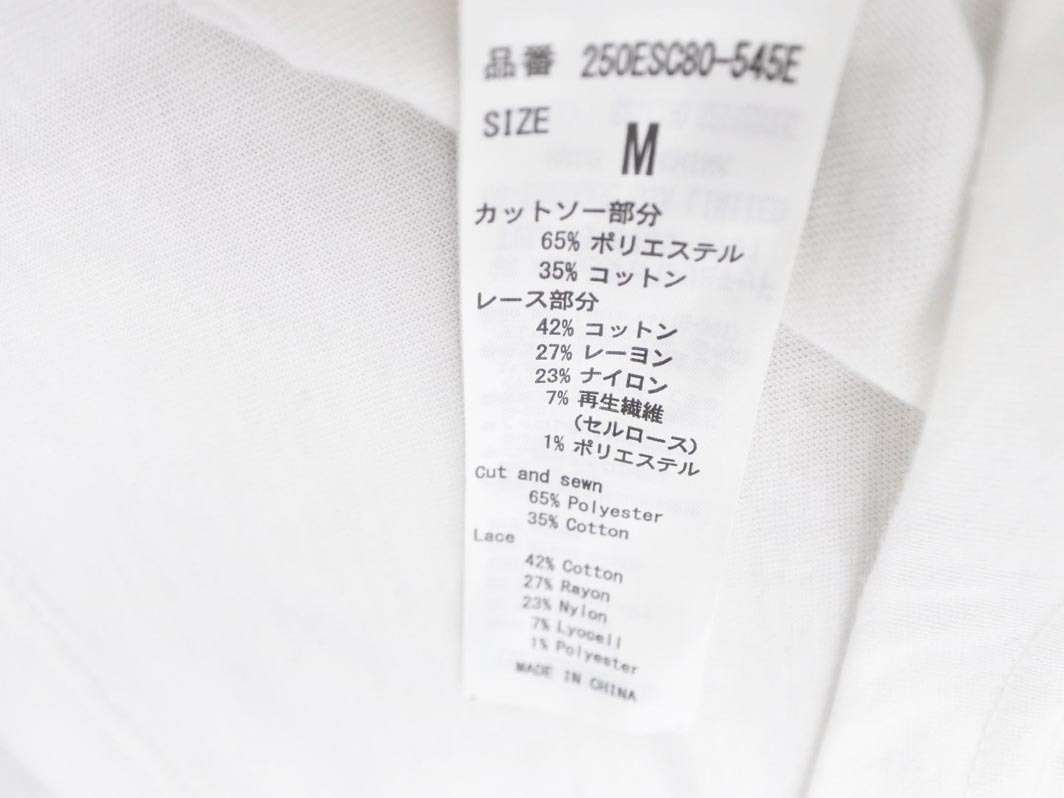 品番 250ESC80-545E
SIZE
M
カットソー部分
65% ポリエステル
35% コットン
レース部分
42% コットン
27% レーヨン
23% ナイロン
7% 再生繊維
(セルロース)
1% ポリエステル
Cut and sewn
65% Polyester
35% Cotton
Lace
42% Cotton
27% Rayon
23% Nylon
7% Lyocell
1% Polyester
MADE IN CHINA